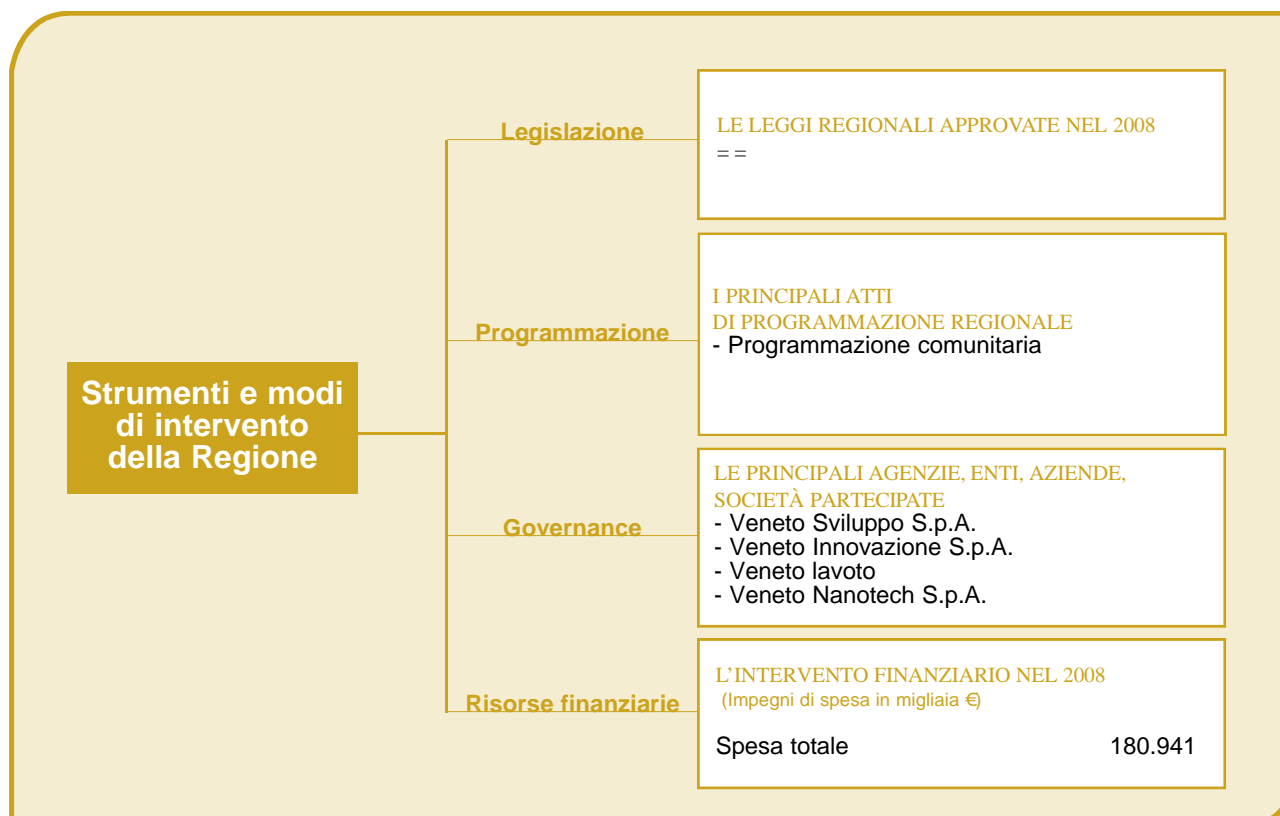 Strumenti e modi
di intervento
della Regione
Legislazione
LE LEGGI REGIONALI APPROVATE NEL 2008
= =
Programmazione
I PRINCIPALI ATTI
DI PROGRAMMAZIONE REGIONALE
- Programmazione comunitaria
Governance
LE PRINCIPALI AGENZIE, ENTI, AZIENDE,
SOCIETÀ PARTECIPATE
- Veneto Sviluppo S.p.A.
- Veneto Innovazione S.p.A.
- Veneto lavoto
- Veneto Nanotech S.p.A.
Risorse finanziarie
L'INTERVENTO FINANZIARIO NEL 2008
(Impegni di spesa in migliaia €)
Spesa totale 180.941